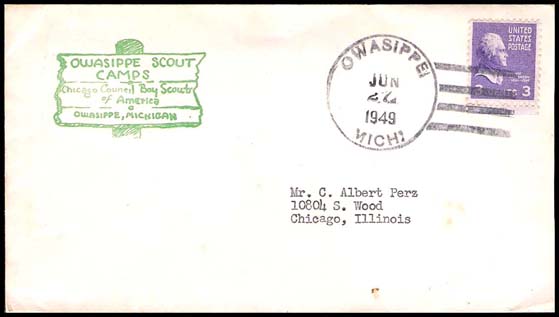 OWASIPPE SCOUT
CAMPS
Chicago Council Boy Scouts
of America
OWASIPPE, MICHIGAN
OWASIPPE
JUN
1949
MICH
UNITED
STATES
POSTAGE
CENTS 3
Mr. C. Albert Perz
10804 S. Wood
Chicago, Illinois